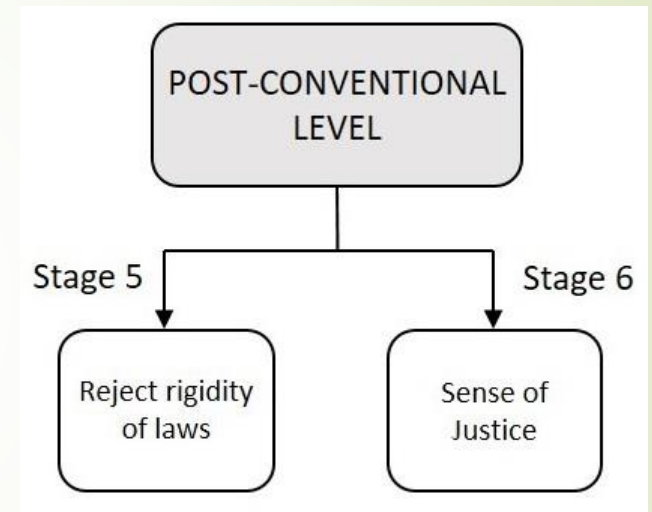 POST-CONVENTIONAL
LEVEL
Stage 5
Stage 6
Reject rigidity
of laws
Sense of
Justice